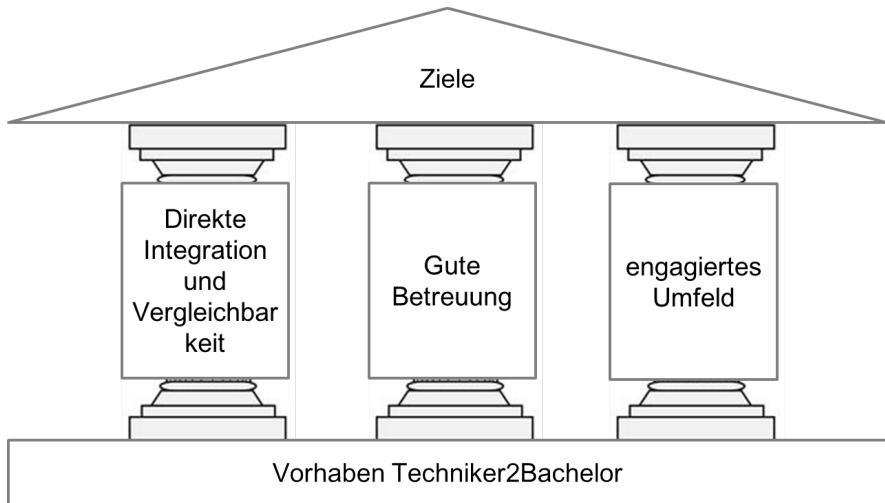 Ziele
Direkte
Integration
und
Vergleichbar
keit
Gute
Betreuung
engagiertes
Umfeld
Vorhaben Techniker2Bachelor